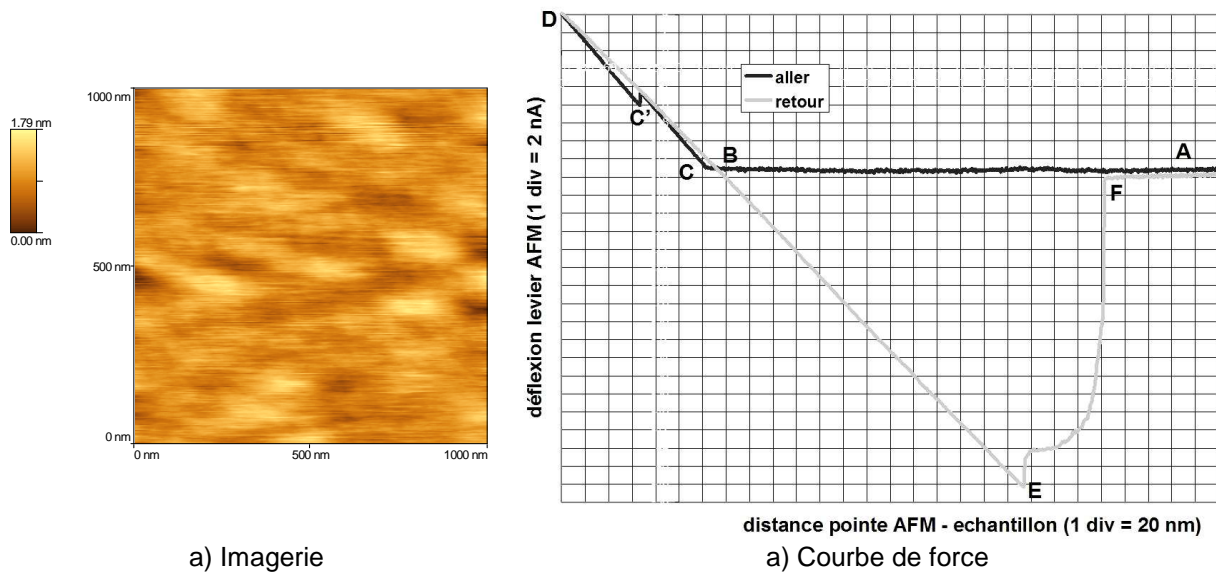 1.79 nm
0.00 nm
1000 nm
500 nm
0 nm
0 nm
500 nm
1000 nm
a) Imagerie
déflexion levier AFM (1 div = 2 nA)
D
aller
retour
C'
C
B
A
F
E
distance pointe AFM - echantillon (1 div = 20 nm)
a) Courbe de force